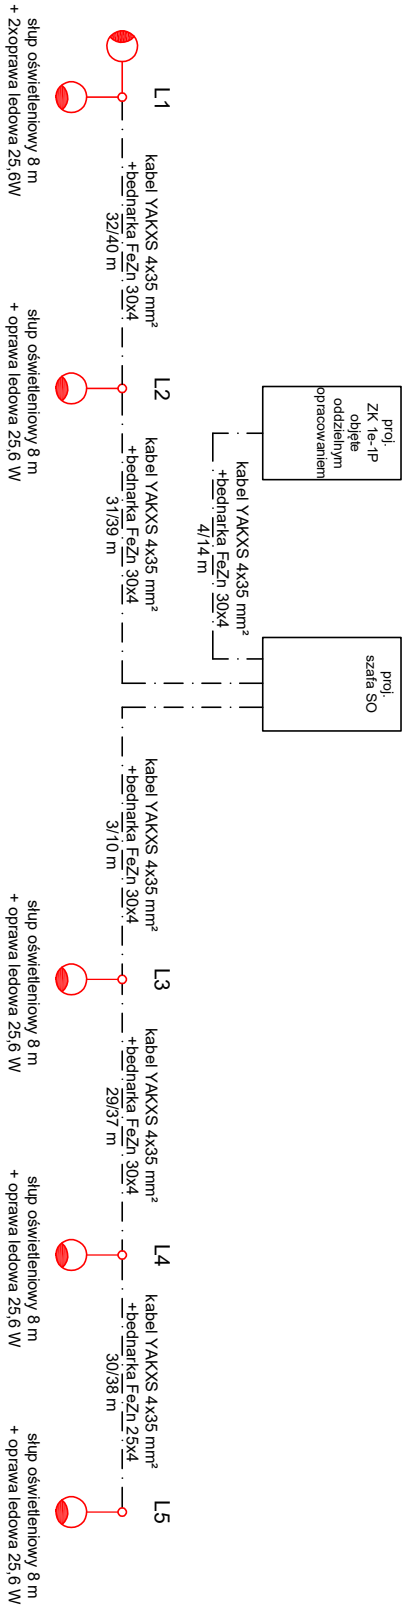 proj.
ZK 1e-1P
objęte
oddzielnym
opracowaniem
proj.
szafa SO
kabel YAKXS 4x35 mm²
+bednarka FeZn 30x4
4/14 m
L1
kabel YAKXS 4x35 mm²
+bednarka FeZn 30x4
32/40 m
L2
kabel YAKXS 4x35 mm²
+bednarka FeZn 30x4
31/39 m
kabel YAKXS 4x35 mm²
+bednarka FeZn 30x4
3/10 m
L3
kabel YAKXS 4x35 mm²
+bednarka FeZn 30x4
29/37 m
L4
kabel YAKXS 4x35 mm²
+bednarka FeZn 25x4
30/38 m
L5
słup oświetleniowy 8 m
+ 2xoprawa ledowa 25,6W
słup oświetleniowy 8 m
+ oprawa ledowa 25,6 W
słup oświetleniowy 8 m
+ oprawa ledowa 25,6 W
słup oświetleniowy 8 m
+ oprawa ledowa 25,6 W
słup oświetleniowy 8 m
+ oprawa ledowa 25,6 W